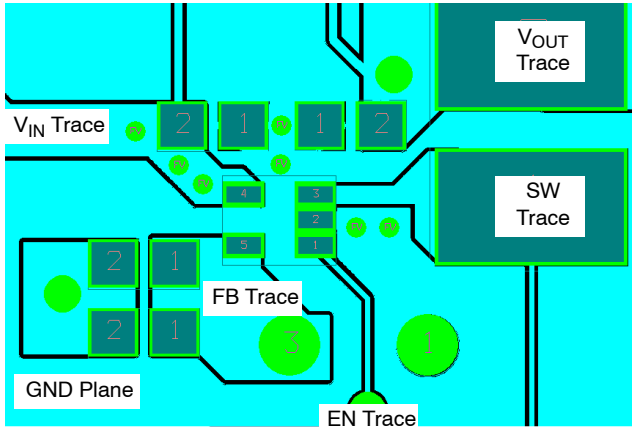 VOUT
Trace
VIN Trace
2
1
1
2
FV
FV
FV
FV
FV
4
3
2
1
5
FV
FV
SW
Trace
2
1
FB Trace
2
1
3
1
GND Plane
EN Trace